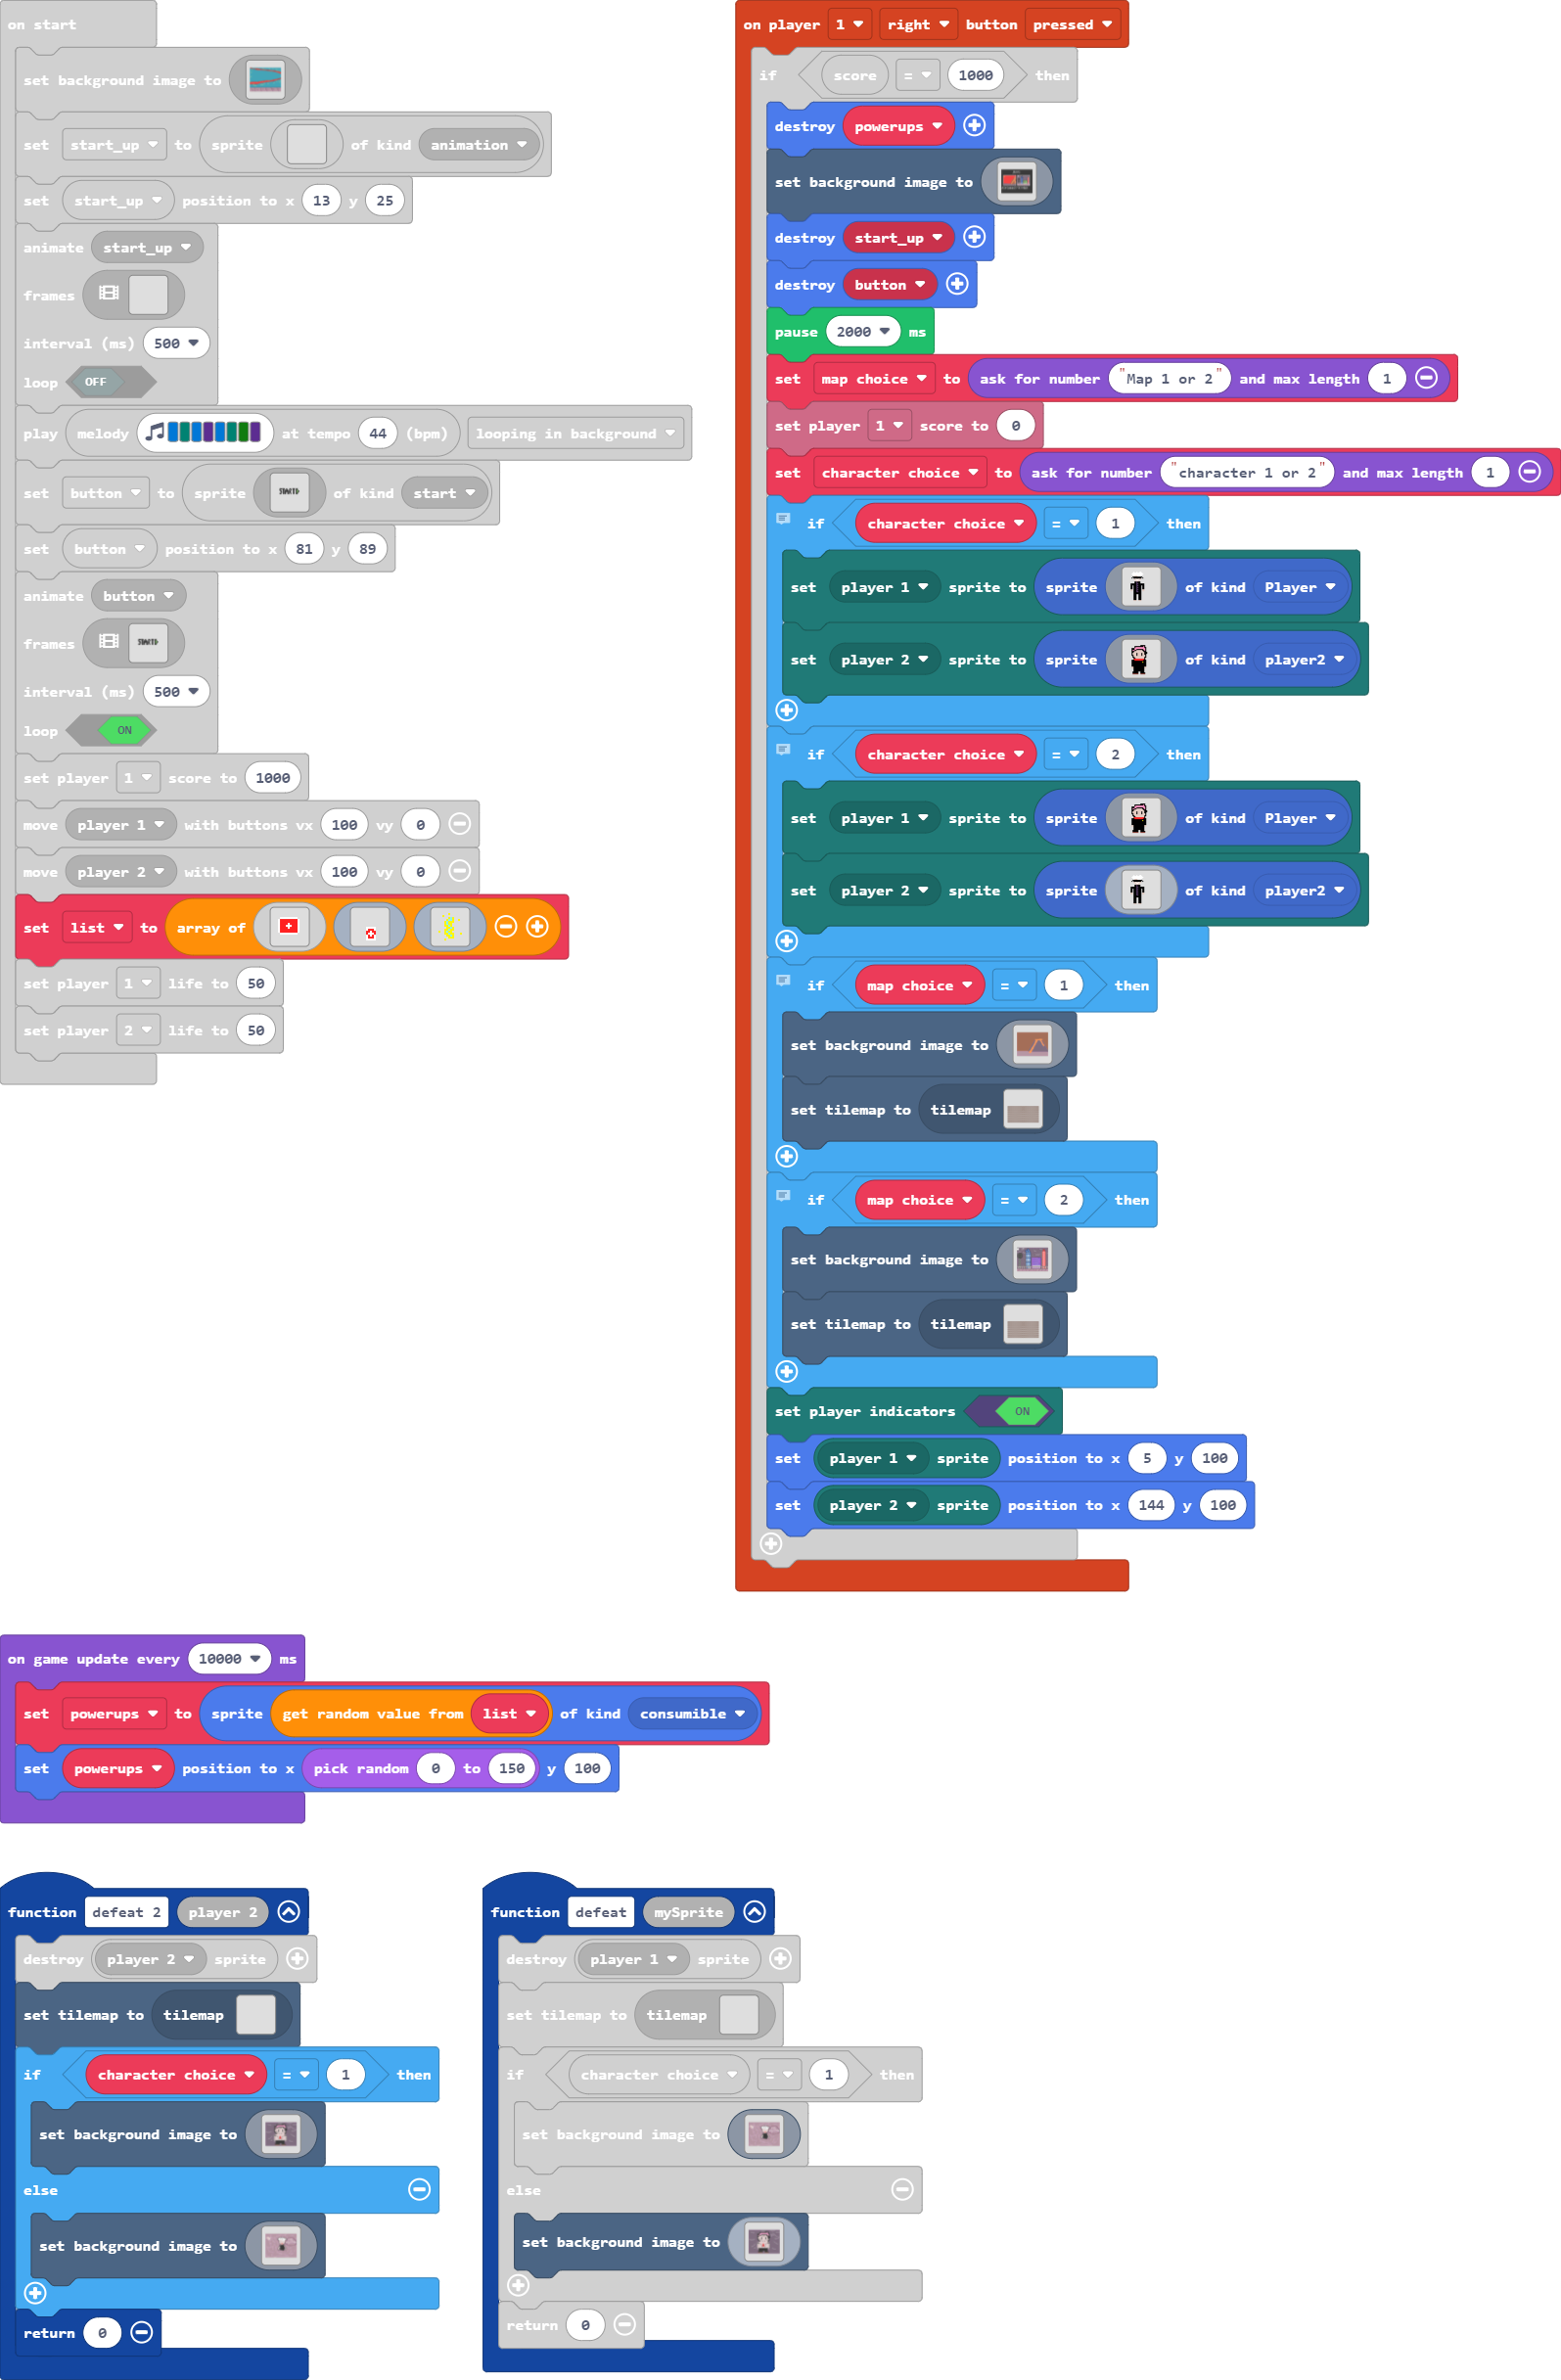 on start
set background image to
set start_up to sprite of kind animation
set start_up position to x 13 y 25
animate start_up
frames
interval (ms) 500
loop OFF
play melody at tempo 44 (bpm) looping in background
set button to sprite of kind start
set button position to x 81 y 89
animate button
frames
interval (ms) 500
loop ON
set player 1 score to 1000
move player 1 with buttons vx 100 vy 0
move player 2 with buttons vx 100 vy 0
set list to array of
set player 1 life to 50
set player 2 life to 50
on player 1 right button pressed
if score = 1000 then
destroy powerups
set background image to
destroy start_up
destroy button
pause 2000 ms
set map choice to ask for number "Map 1 or 2" and max length 1
set player 1 score to 0
set character choice to ask for number "character 1 or 2" and max length 1
if character choice = 1 then
set player 1 sprite to sprite of kind Player
set player 2 sprite to sprite of kind player2
if character choice = 2 then
set player 1 sprite to sprite of kind Player
set player 2 sprite to sprite of kind player2
if map choice = 1 then
set background image to
set tilemap to tilemap
if map choice = 2 then
set background image to
set tilemap to tilemap
set player indicators ON
set player 1 sprite position to x 5 y 100
set player 2 sprite position to x 144 y 100
on game update every 10000 ms
set powerups to sprite get random value from list of kind consumible
set powerups position to x pick random 0 to 150 y 100
function defeat 2 player 2
destroy player 2 sprite
set tilemap to tilemap
if character choice = 1 then
set background image to
else
set background image to
return 0
function defeat mySprite
destroy player 1 sprite
set tilemap to tilemap
if character choice = 1 then
set background image to
else
set background image to
return 0